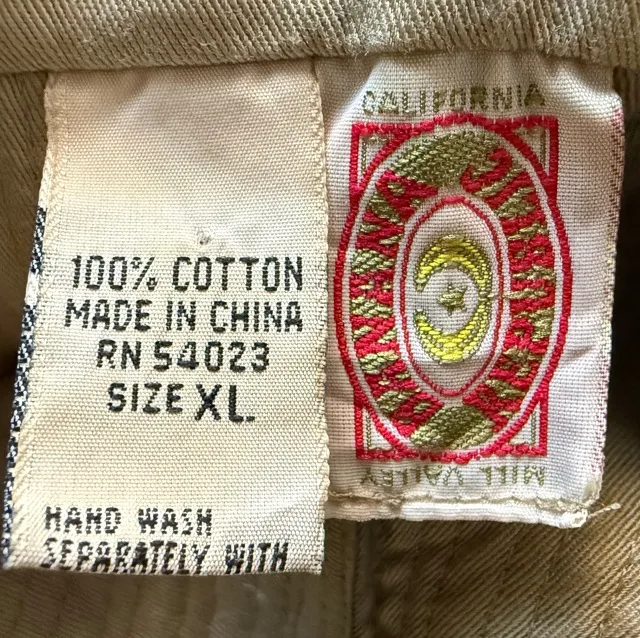 100% COTTON
MADE IN CHINA
RN 54023
SIZE XL
HAND WASH
SEPARATELY WITH
CALIFORNIA
MILL VALLEY